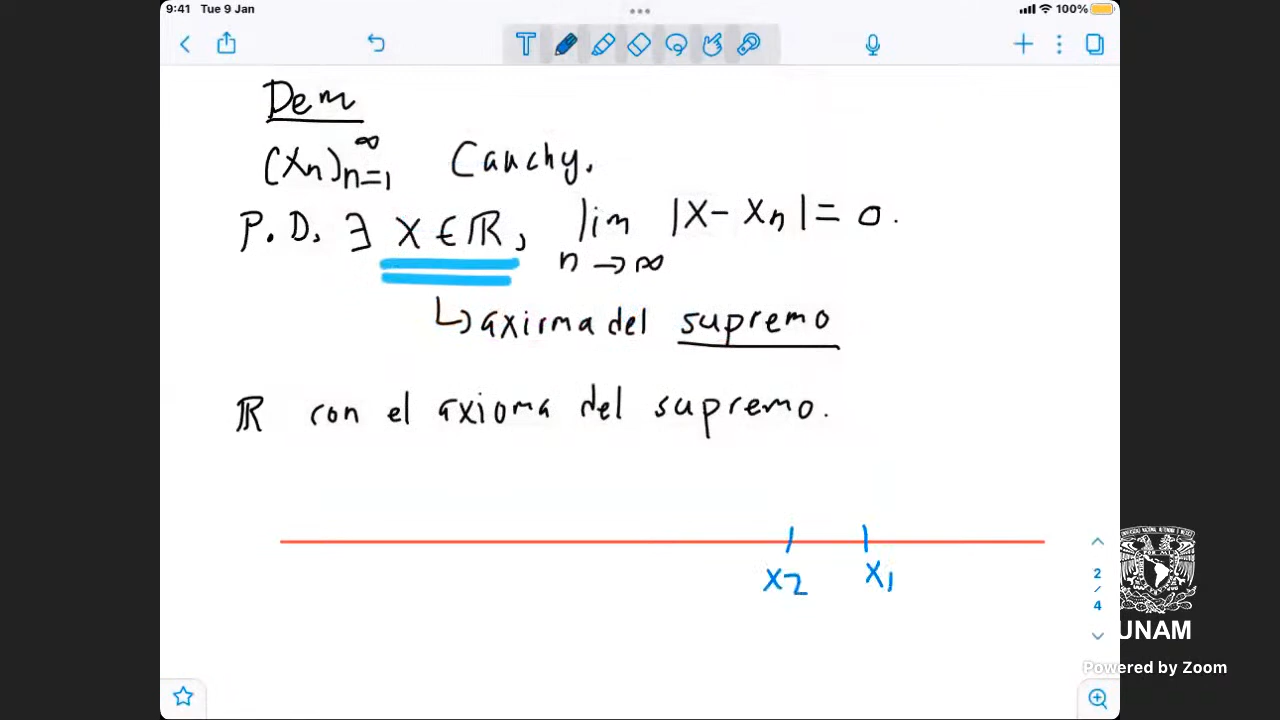 9:41 Tue 9 Jan
100%
Dem
(xn)n=1∞ Cauchy.
P.D. ∃ X ∈ ℝ, lim |X - Xn| = 0.
n → ∞
↳ axioma del supremo
ℝ con el axioma del supremo.
x2 x1
2
/
4
UNAM
Powered by Zoom